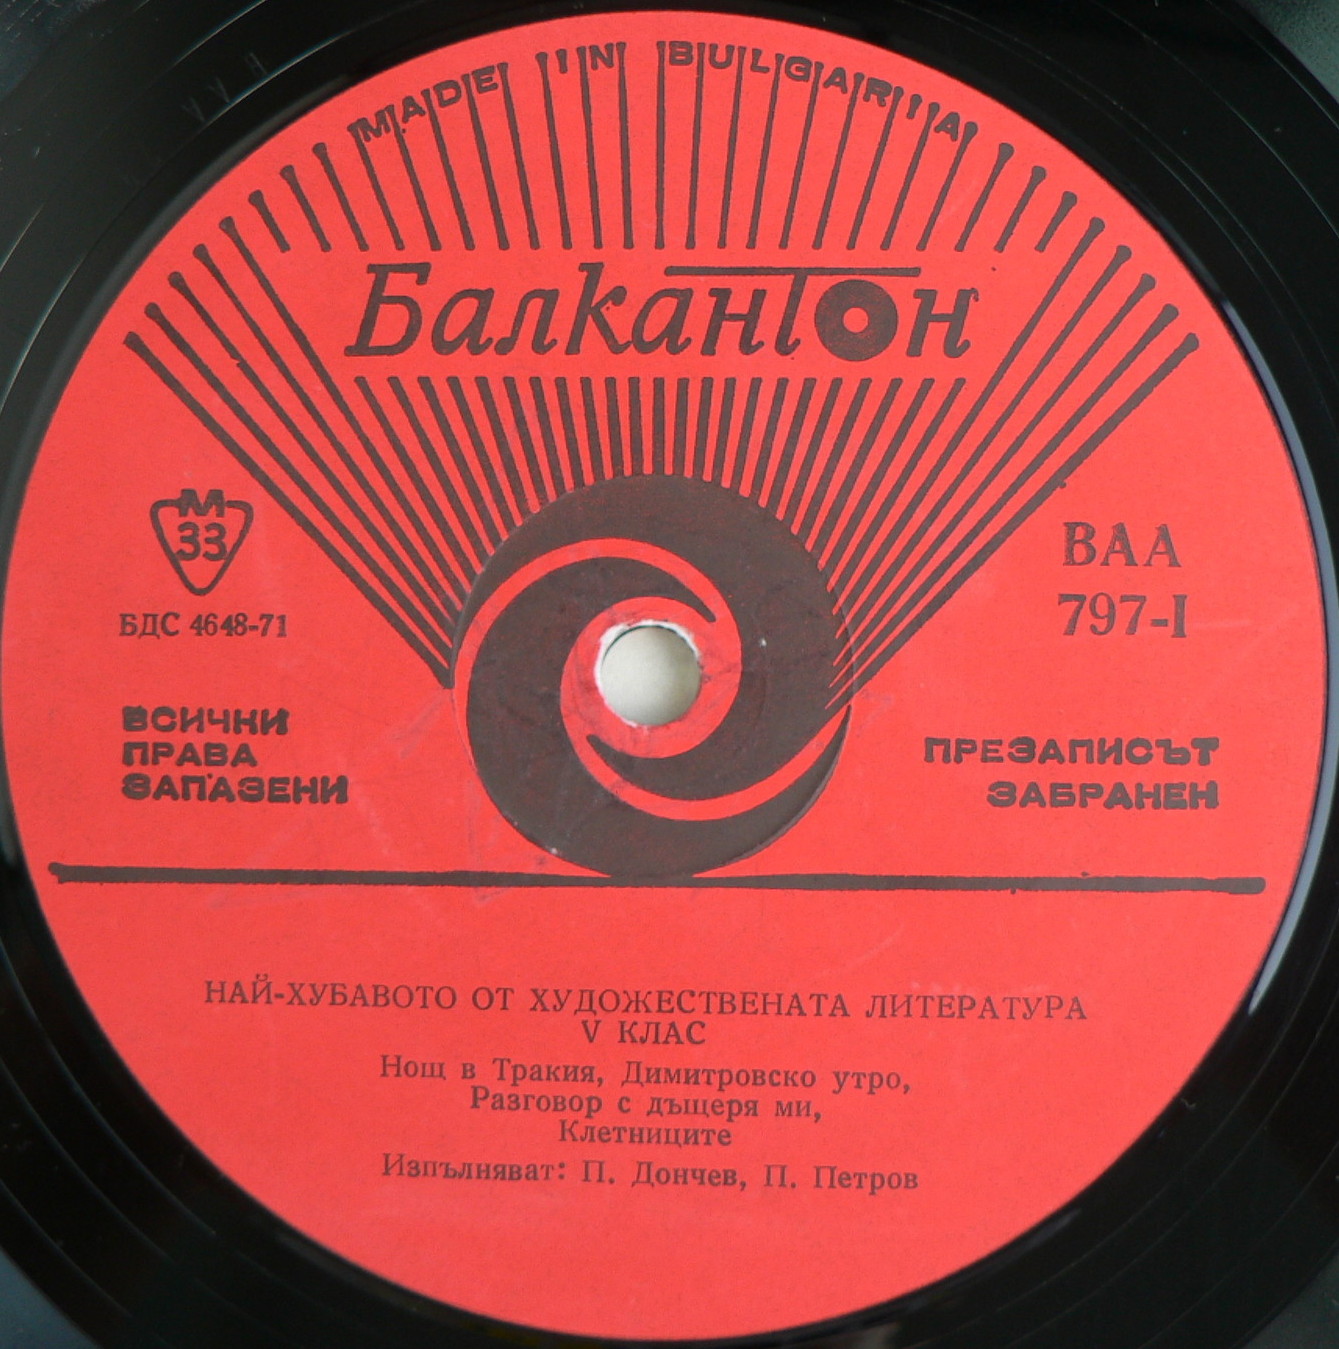 MADE IN BULGARIA
Балкантон
М
33
БДС 4648-71
ВАА
797-I
ВСИЧКИ
ПРАВА
ЗАПАЗЕНИ
ПРЕЗАПИСЪТ
ЗАБРАНЕН
НАЙ-ХУБАВОТО ОТ ХУДОЖЕСТВЕНАТА ЛИТЕРАТУРА
V КЛАС
Нощ в Тракия, Димитровско утро,
Разговор с дъщеря ми,
Клетниците
Изпълняват: П. Дончев, П. Петров